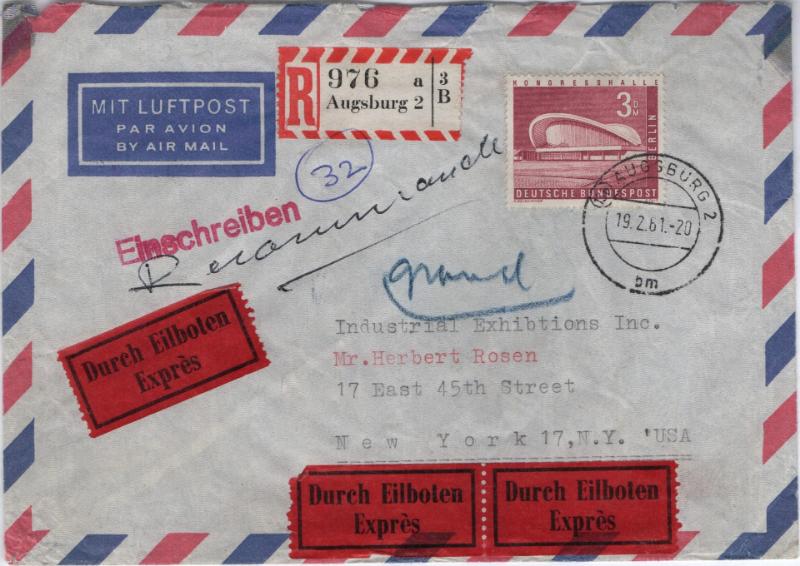 MIT LUFTPOST
PAR AVION
BY AIR MAIL
R
976 a
Augsburg 2
3
B
KONGRESSHALLE
3 DM
BERLIN
DEUTSCHE BUNDESPOST
AUGSBURG 2
19.2.61.-20
bm
32
Einschreiben
Recommandé
Grand
Industrial Exhibtions Inc.
Mr.Herbert Rosen
17 East 45th Street
New York 17,N.Y. 'USA
Durch Eilboten
Exprès
Durch Eilboten
Exprès
Durch Eilboten
Exprès